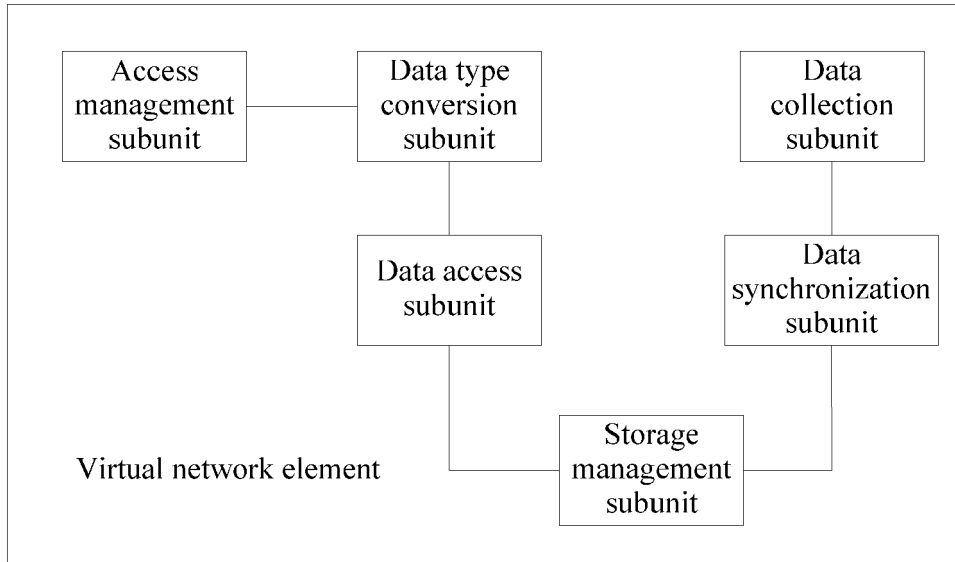 Access
management
subunit
Data type
conversion
subunit
Data
collection
subunit
Data access
subunit
Data
synchronization
subunit
Storage
management
subunit
Virtual network element